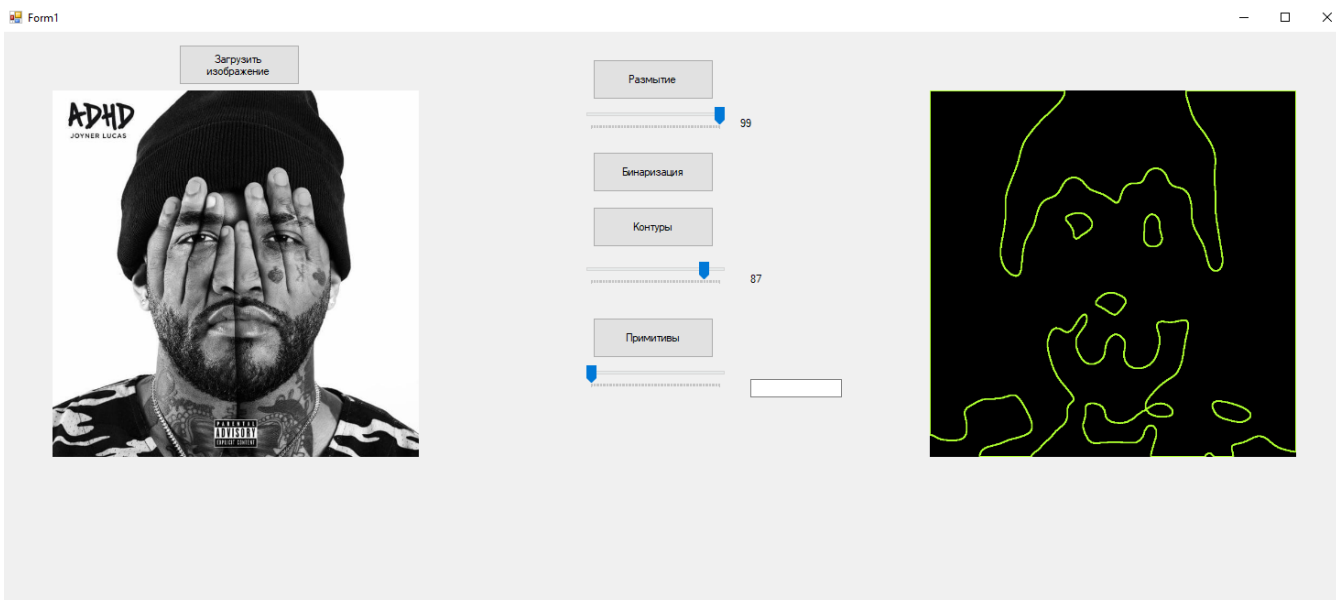 Form1
Загрузить
изображение
ADHD
JOYNER LUCAS
PARENTAL
ADVISORY
EXPLICIT CONTENT
Размытие
99
Бинаризация
Контуры
87
Примитивы